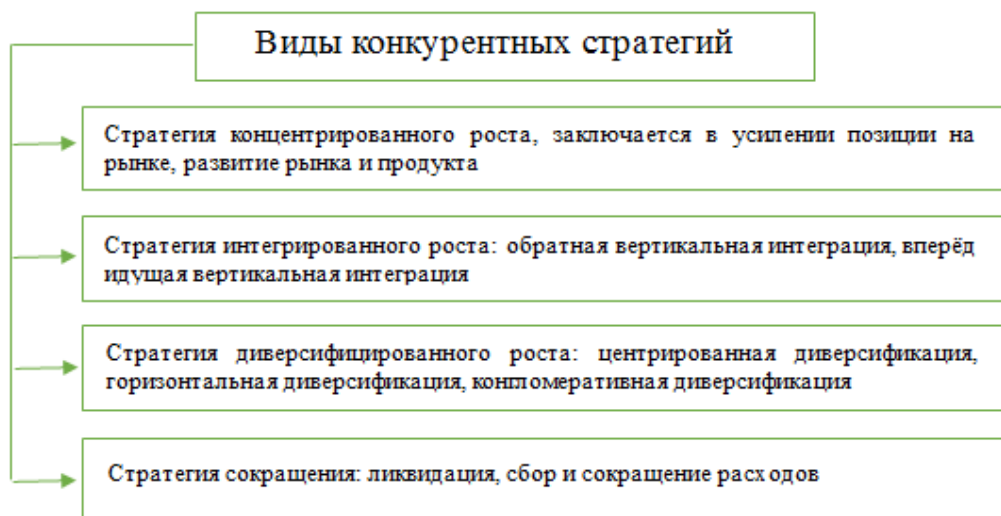 Виды конкурентных стратегий
Стратегия концентрированного роста, заключается в усилении позиции на
рынке, развитие рынка и продукта
Стратегия интегрированного роста: обратная вертикальная интеграция, вперёд
идущая вертикальная интеграция
Стратегия диверсифицированного роста: центрированная диверсификация,
горизонтальная диверсификация, конгломеративная диверсификация
Стратегия сокращения: ликвидация, сбор и сокращение расходов